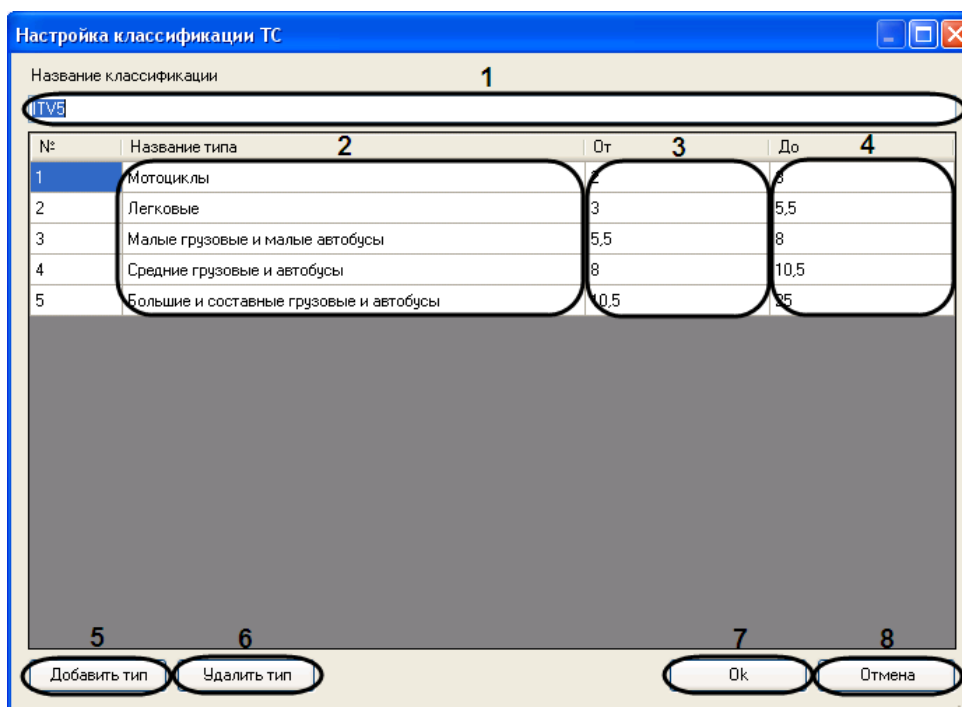 Настройка классификации ТС
Название классификации 1
ITV5
№ Название типа 2 От 3 До 4
1 Мотоциклы 2 3
2 Легковые 3 5,5
3 Малые грузовые и малые автобусы 5,5 8
4 Средние грузовые и автобусы 8 10,5
5 Большие и составные грузовые и автобусы 10,5 25
5 6 7 8
Добавить тип Удалить тип Ok Отмена